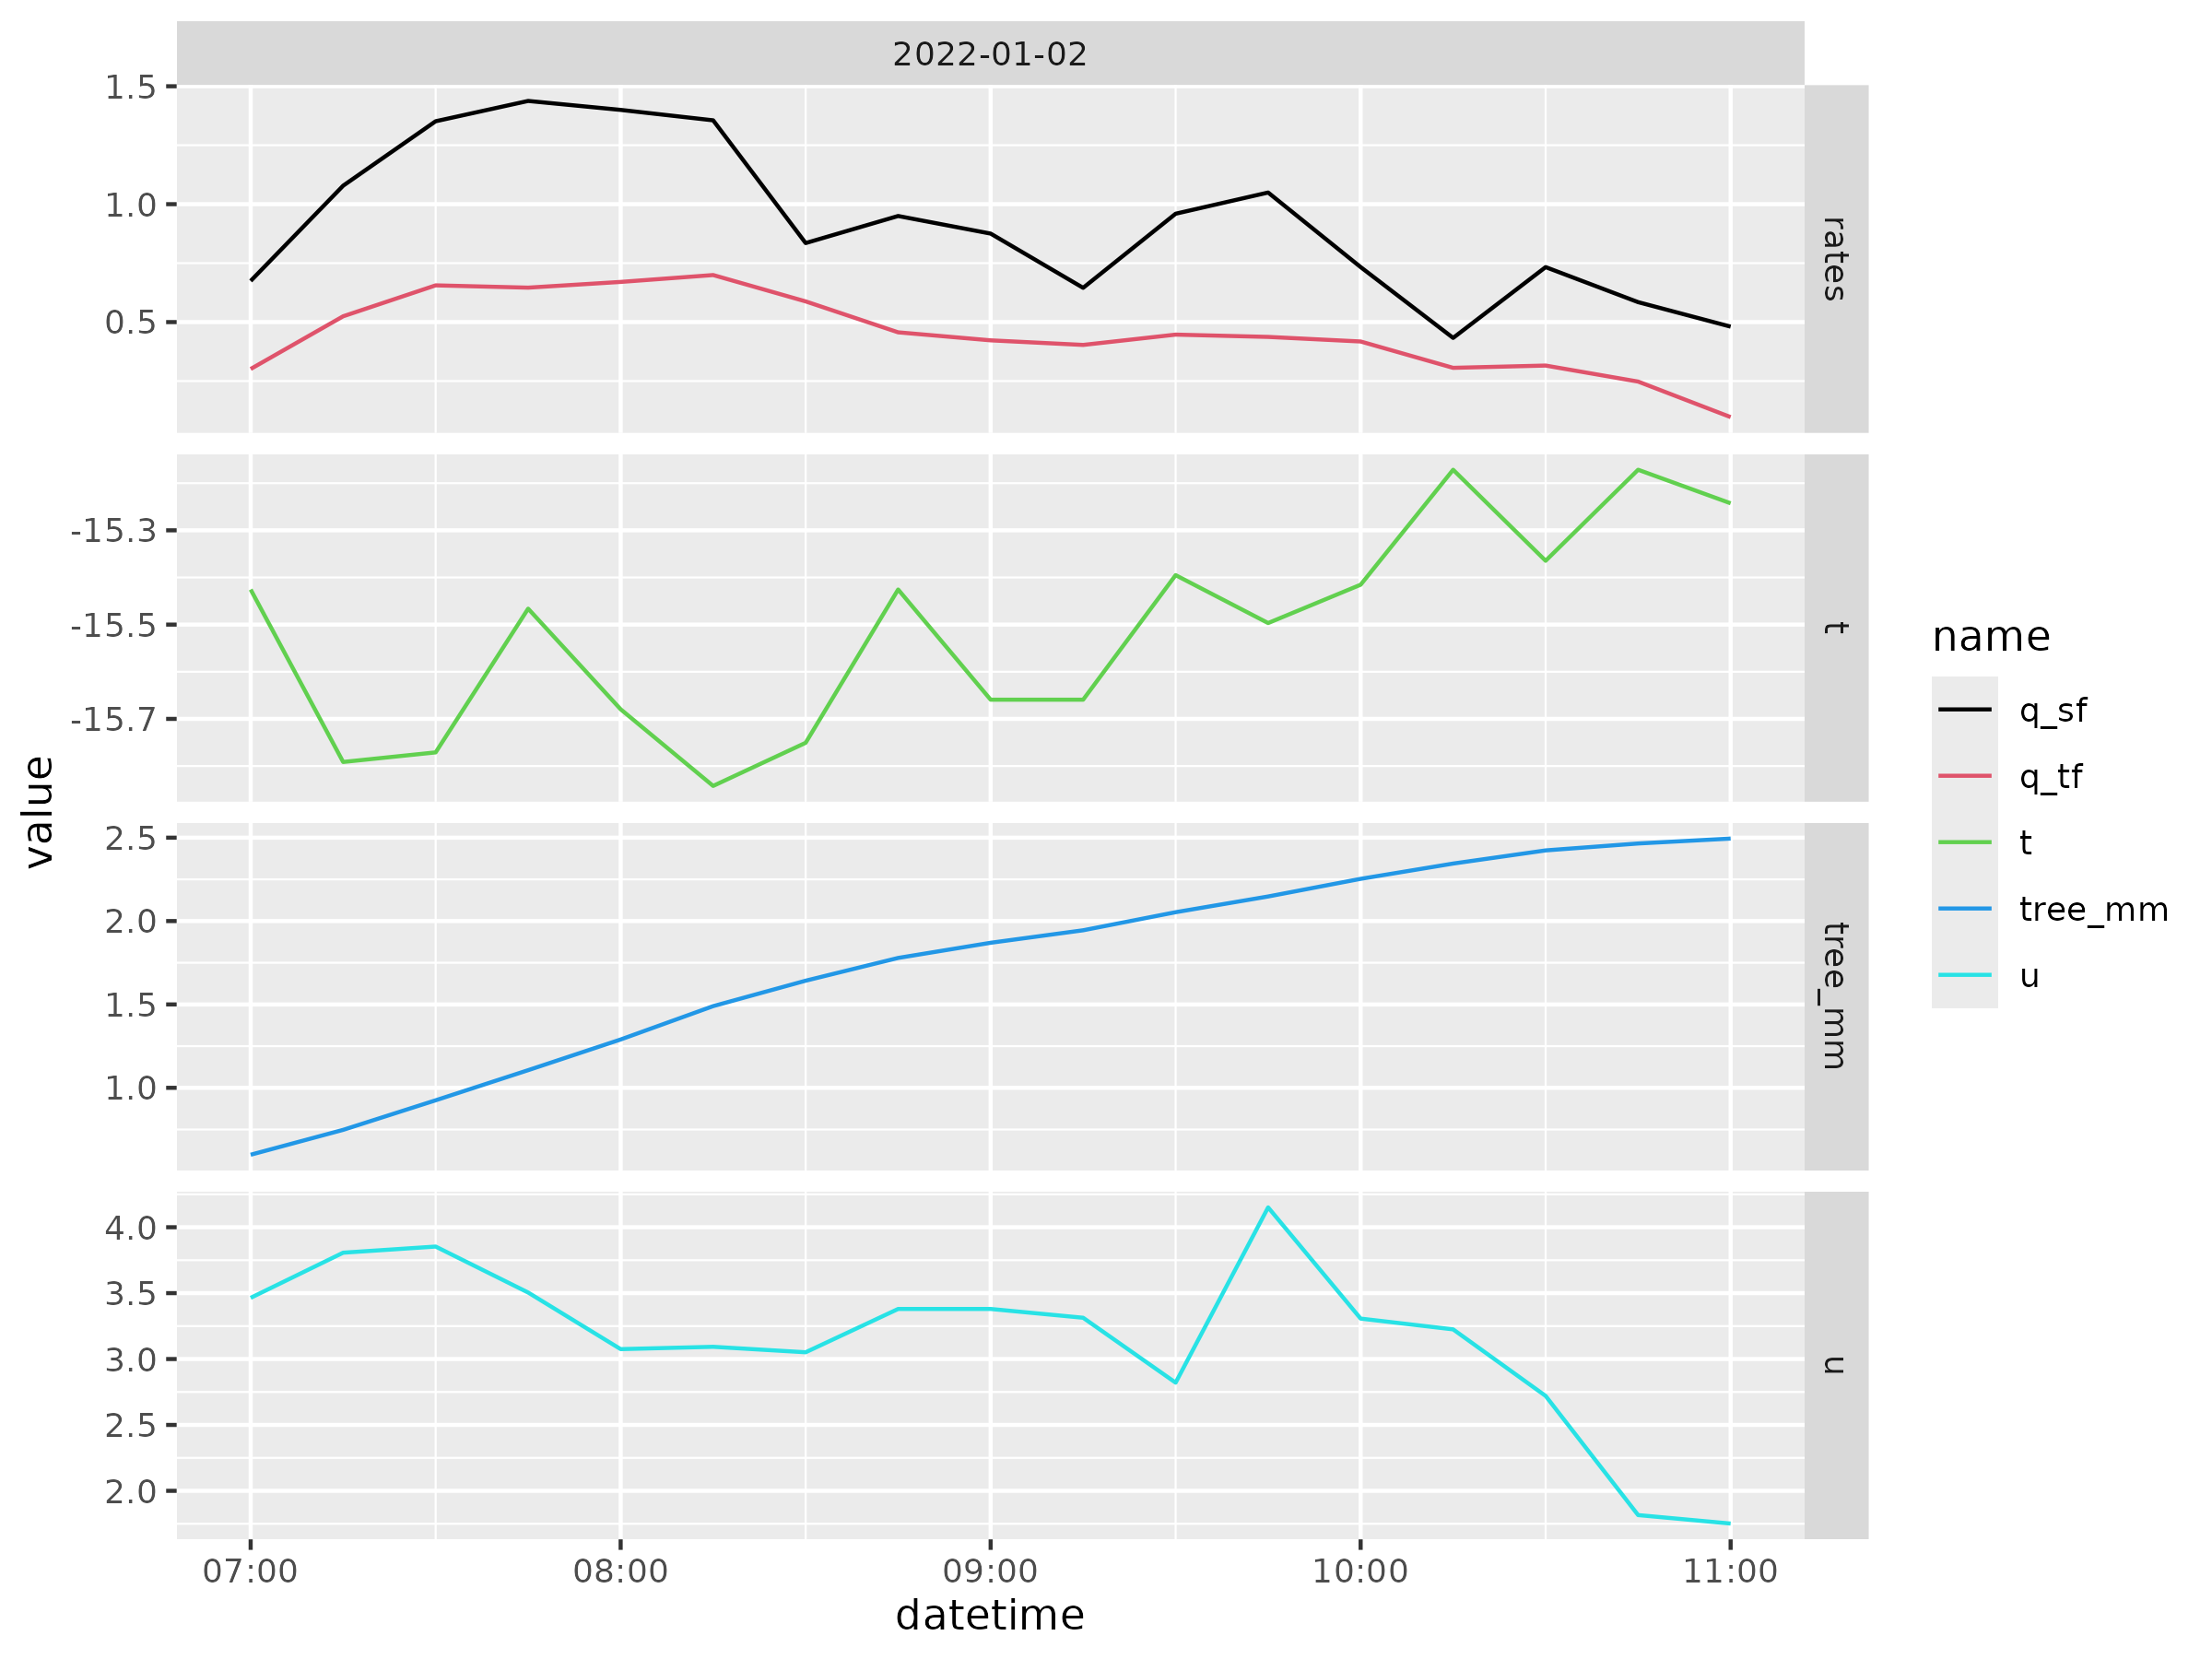 2022-01-02
1.5
1.0
0.5
rates
-15.3
-15.5
-15.7
t
2.5
2.0
1.5
1.0
tree_mm
4.0
3.5
3.0
2.5
2.0
u
07:00 08:00 09:00 10:00 11:00
datetime
value
name
q_sf
q_tf
t
tree_mm
u